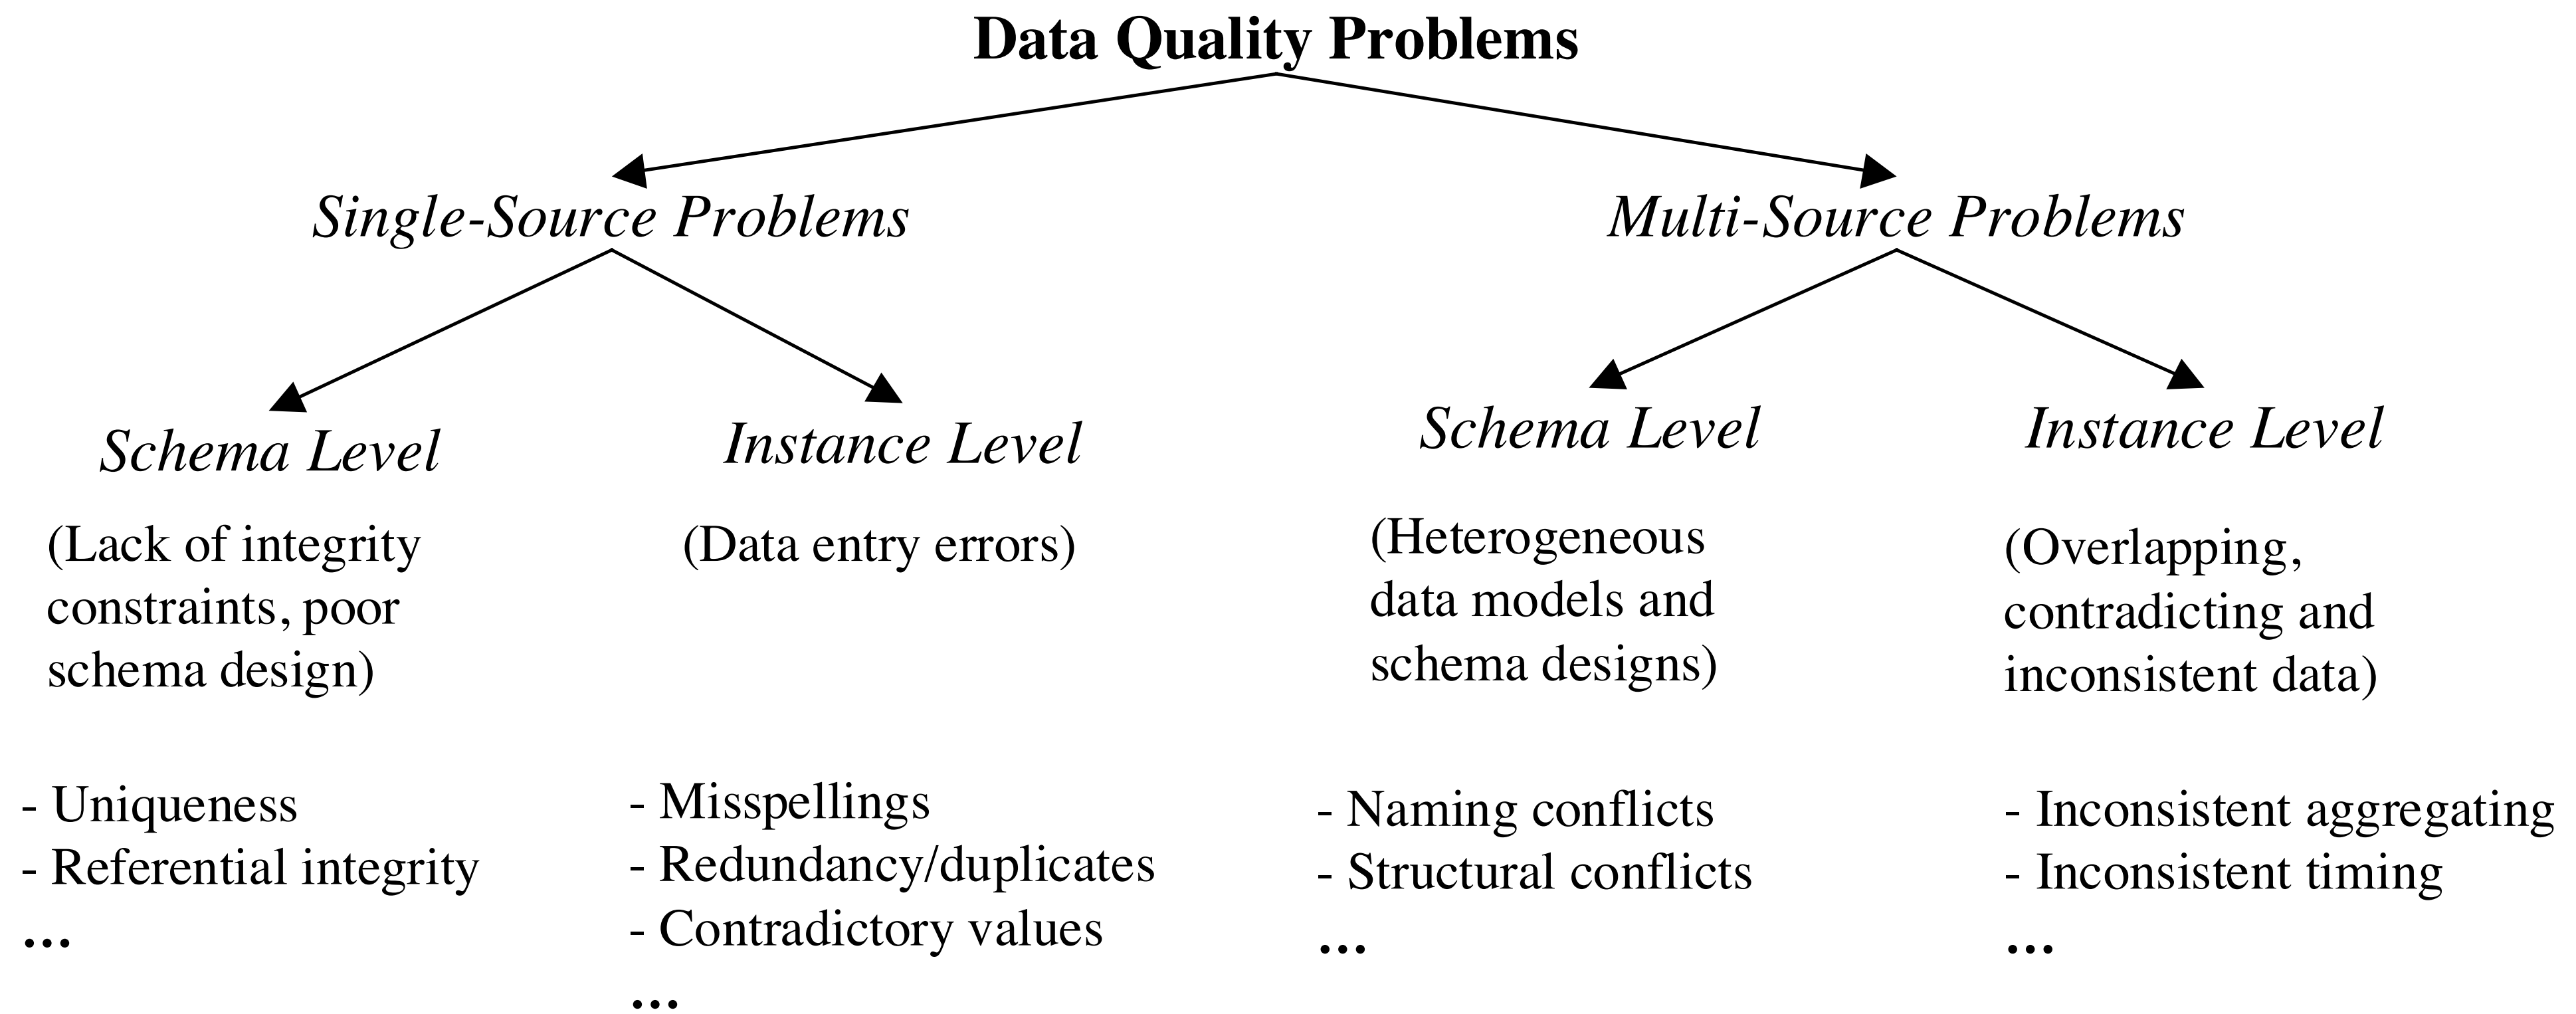 Data Quality Problems
Single-Source Problems
Multi-Source Problems
Schema Level
Instance Level
Schema Level
Instance Level
(Lack of integrity
constraints, poor
schema design)
(Data entry errors)
(Heterogeneous
data models and
schema designs)
(Overlapping,
contradicting and
inconsistent data)
- Uniqueness
- Referential integrity
...
- Misspellings
- Redundancy/duplicates
- Contradictory values
...
- Naming conflicts
- Structural conflicts
...
- Inconsistent aggregating
- Inconsistent timing
...